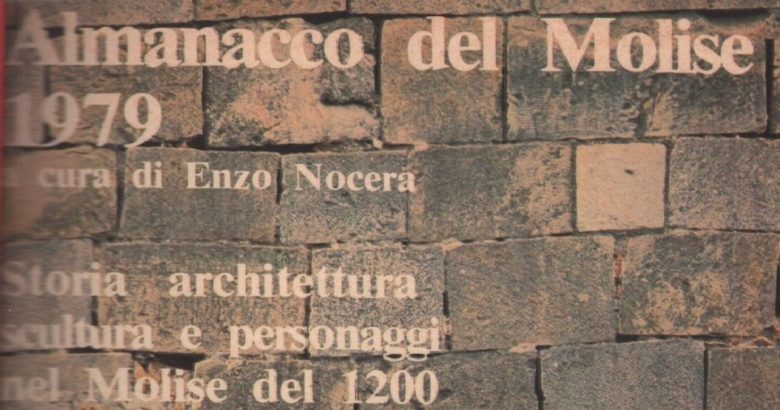 Almanacco del Molise
1979
a cura di Enzo Nocera
Storia architettura
scultura e personaggi
nel Molise del 1200